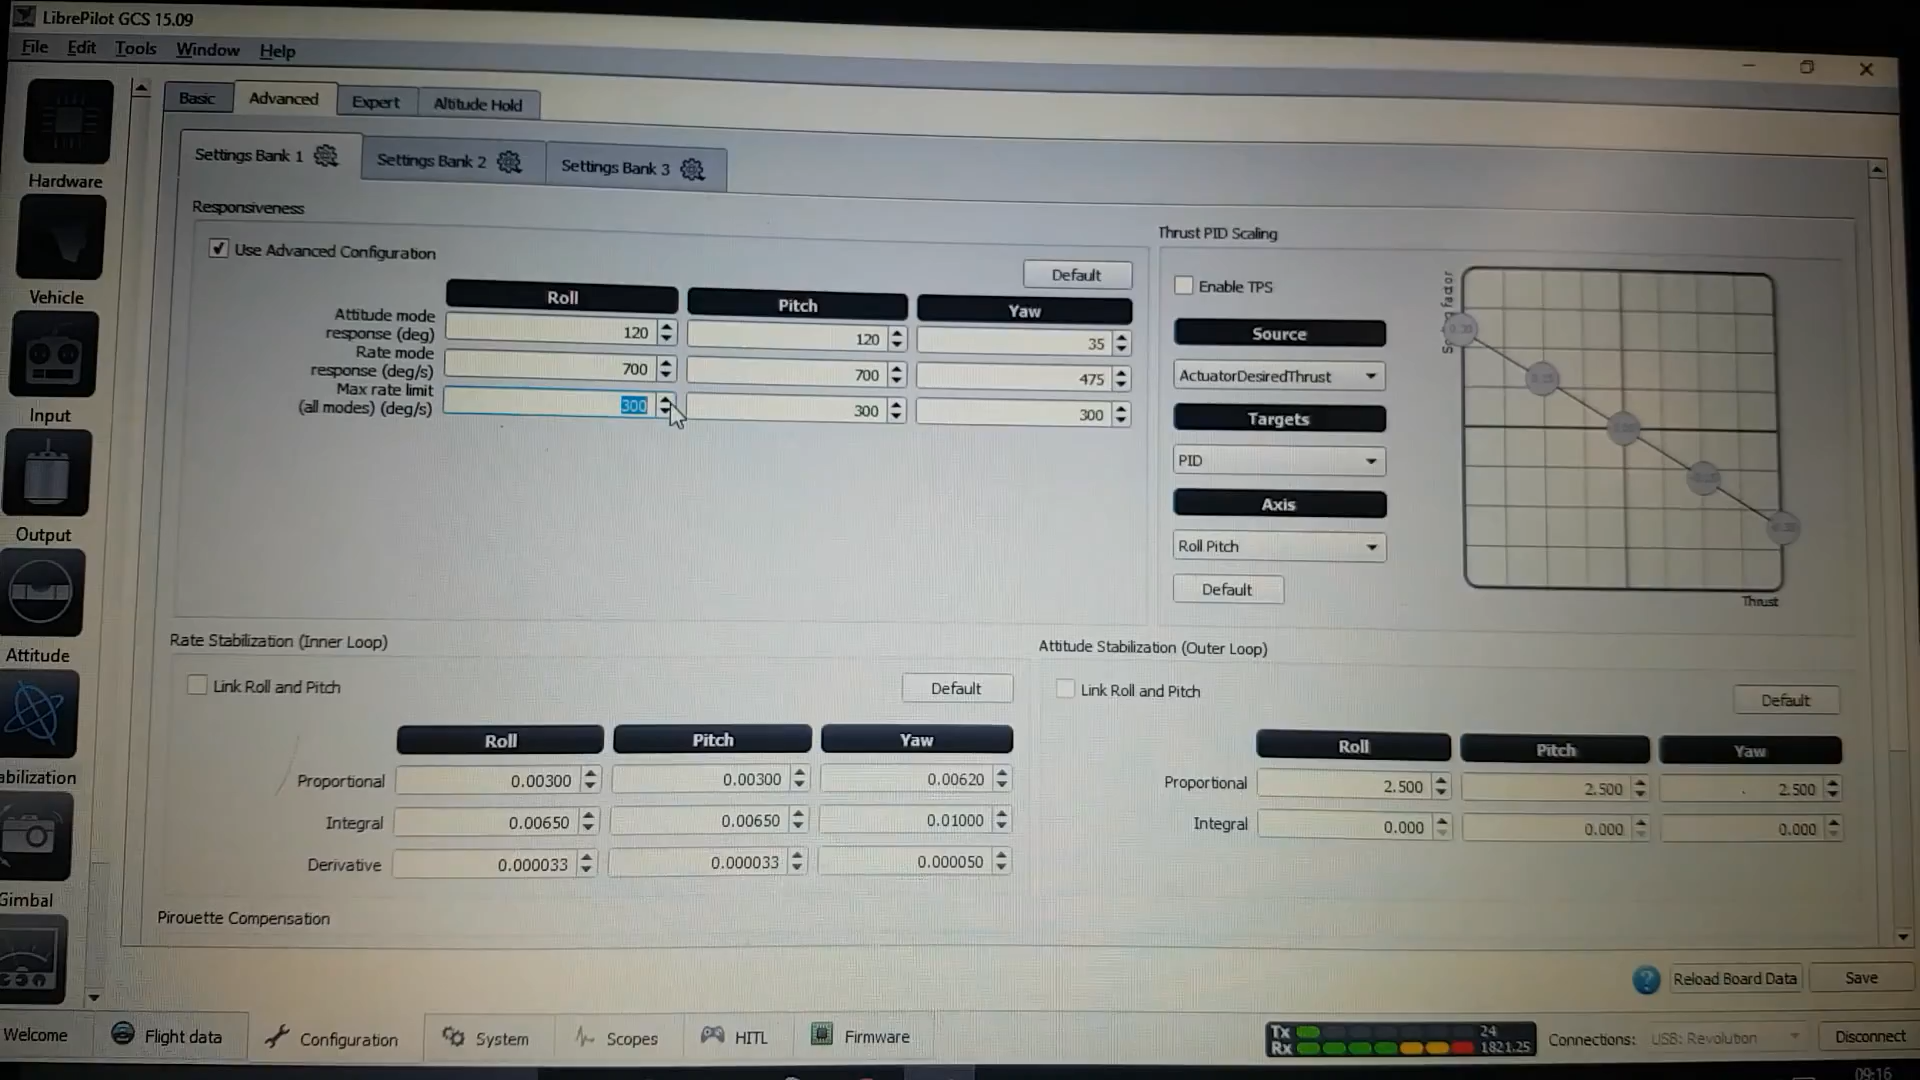 LibrePilot GCS 15.09
File Edit Tools Window Help
Basic Advanced Expert Altitude Hold
Settings Bank 1 Settings Bank 2 Settings Bank 3
Hardware
Vehicle
Input
Output
Attitude
abilization
Gimbal
Responsiveness
Use Advanced Configuration
Default
Roll Pitch Yaw
Attitude mode
response (deg) 120 120 35
Rate mode
response (deg/s) 700 700 475
Max rate limit
(all modes) (deg/s) 300 300 300
Thrust PID Scaling
Enable TPS
Source
ActuatorDesiredThrust
Targets
PID
Axis
Roll Pitch
Default
Thrust
Rate Stabilization (Inner Loop)
Link Roll and Pitch Default
Roll Pitch Yaw
Proportional 0.00300 0.00300 0.00620
Integral 0.00650 0.00650 0.01000
Derivative 0.000033 0.000033 0.000050
Attitude Stabilization (Outer Loop)
Link Roll and Pitch Default
Roll Pitch Yaw
Proportional 2.500 2.500 2.500
Integral 0.000 0.000 0.000
Pirouette Compensation
? Reload Board Data Save
Welcome Flight data Configuration System Scopes HITL Firmware
Tx 24
Rx 1821.25
Connections: USB: Revolution Disconnect
09:16